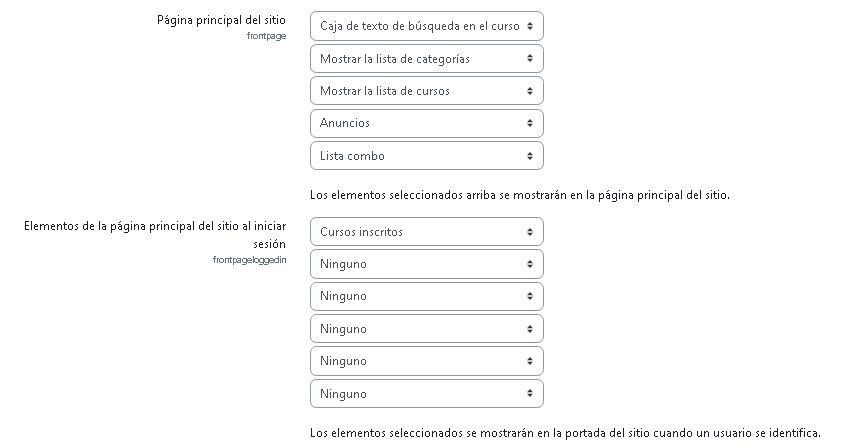 Página principal del sitio
frontpage
Caja de texto de búsqueda en el curso
Mostrar la lista de categorías
Mostrar la lista de cursos
Anuncios
Lista combo
Los elementos seleccionados arriba se mostrarán en la página principal del sitio.
Elementos de la página principal del sitio al iniciar
sesión
frontpageloggedin
Cursos inscritos
Ninguno
Ninguno
Ninguno
Ninguno
Ninguno
Los elementos seleccionados se mostrarán en la portada del sitio cuando un usuario se identifica.